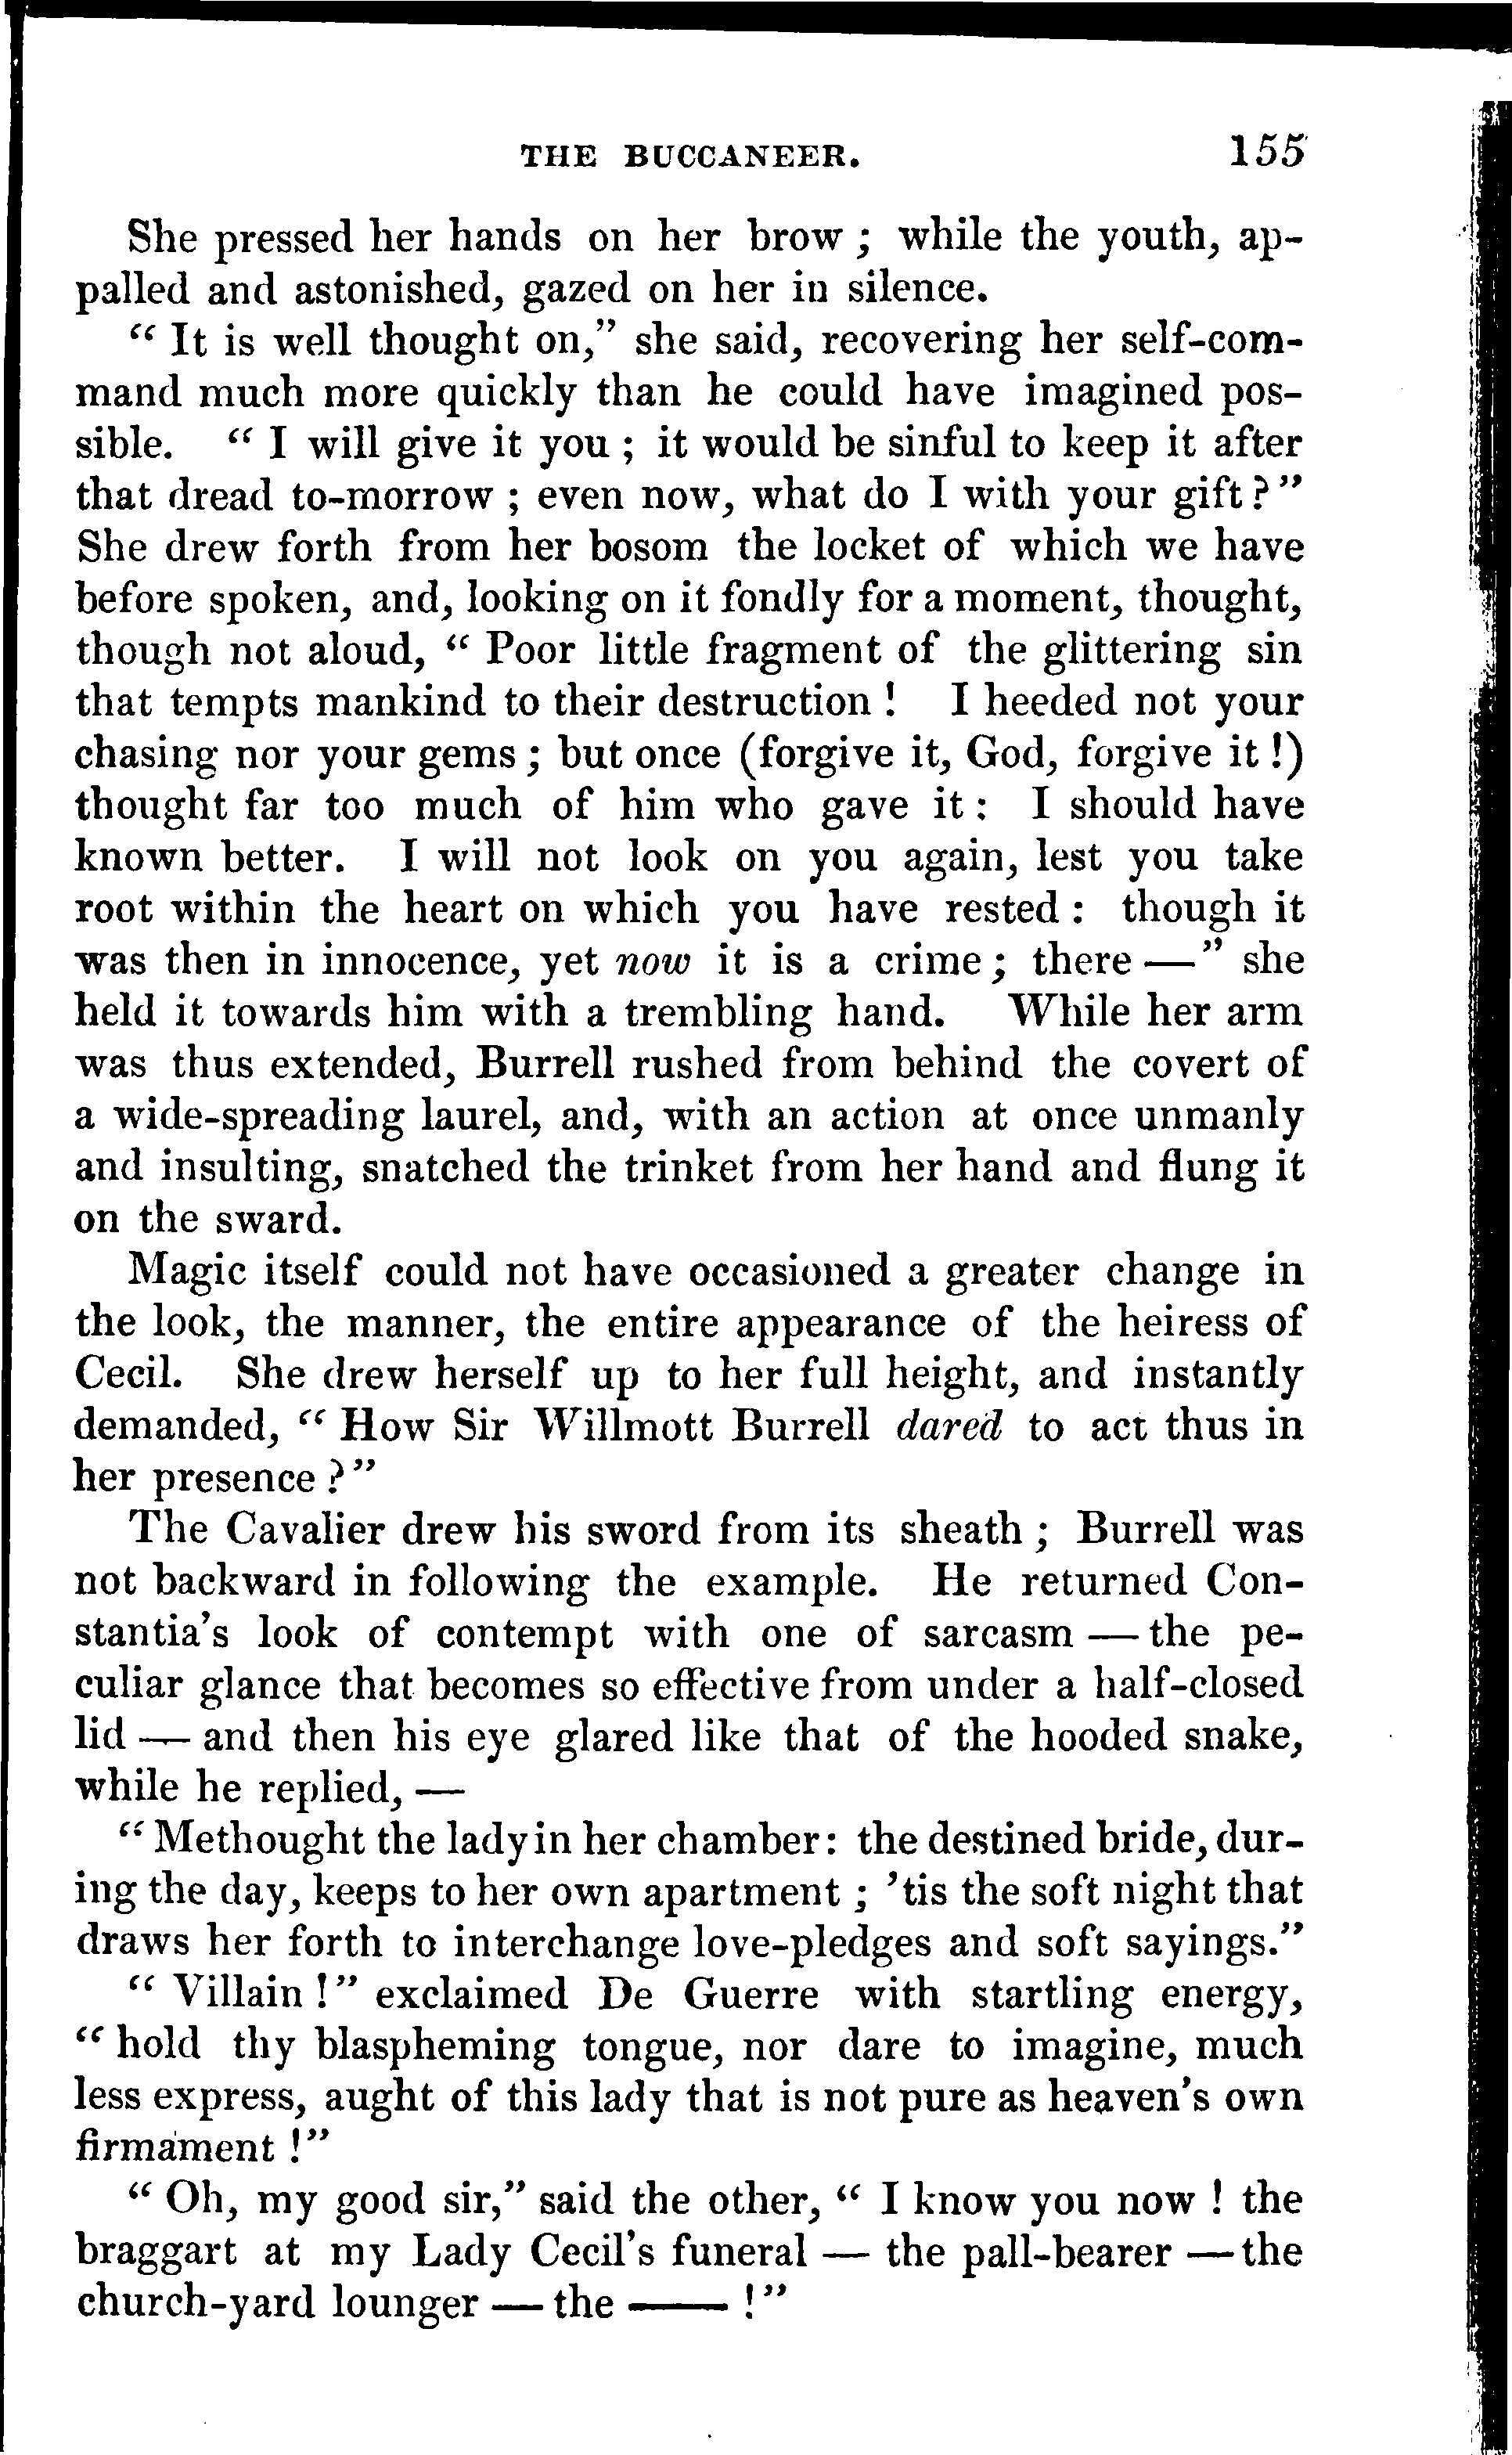 THE BUCCANEER. 155
She pressed her hands on her brow ; while the youth, ap-
palled and astonished, gazed on her in silence.
“ It is well thought on,” she said, recovering her self-com-
mand much more quickly than he could have imagined pos-
sible. “ I will give it you ; it would be sinful to keep it after
that dread to-morrow ; even now, what do I with your gift ?”
She drew forth from her bosom the locket of which we have
before spoken, and, looking on it fondly for a moment, thought,
though not aloud, “ Poor little fragment of the glittering sin
that tempts mankind to their destruction ! I heeded not your
chasing nor your gems ; but once (forgive it, God, forgive it !)
thought far too much of him who gave it : I should have
known better. I will not look on you again, lest you take
root within the heart on which you have rested : though it
was then in innocence, yet now it is a crime ; there —” she
held it towards him with a trembling hand. While her arm
was thus extended, Burrell rushed from behind the covert of
a wide-spreading laurel, and, with an action at once unmanly
and insulting, snatched the trinket from her hand and flung it
on the sward.
Magic itself could not have occasioned a greater change in
the look, the manner, the entire appearance of the heiress of
Cecil. She drew herself up to her full height, and instantly
demanded, “ How Sir Willmott Burrell dared to act thus in
her presence ?”
The Cavalier drew his sword from its sheath ; Burrell was
not backward in following the example. He returned Con-
stantia’s look of contempt with one of sarcasm — the pe-
culiar glance that becomes so effective from under a half-closed
lid — and then his eye glared like that of the hooded snake,
while he replied, —
“ Methought the lady in her chamber : the destined bride, dur-
ing the day, keeps to her own apartment ; ’tis the soft night that
draws her forth to interchange love-pledges and soft sayings.”
“ Villain !” exclaimed De Guerre with startling energy,
“ hold thy blaspheming tongue, nor dare to imagine, much
less express, aught of this lady that is not pure as heaven’s own
firmament !”
“ Oh, my good sir,” said the other, “ I know you now ! the
braggart at my Lady Cecil’s funeral — the pall-bearer — the
church-yard lounger — the —— !”